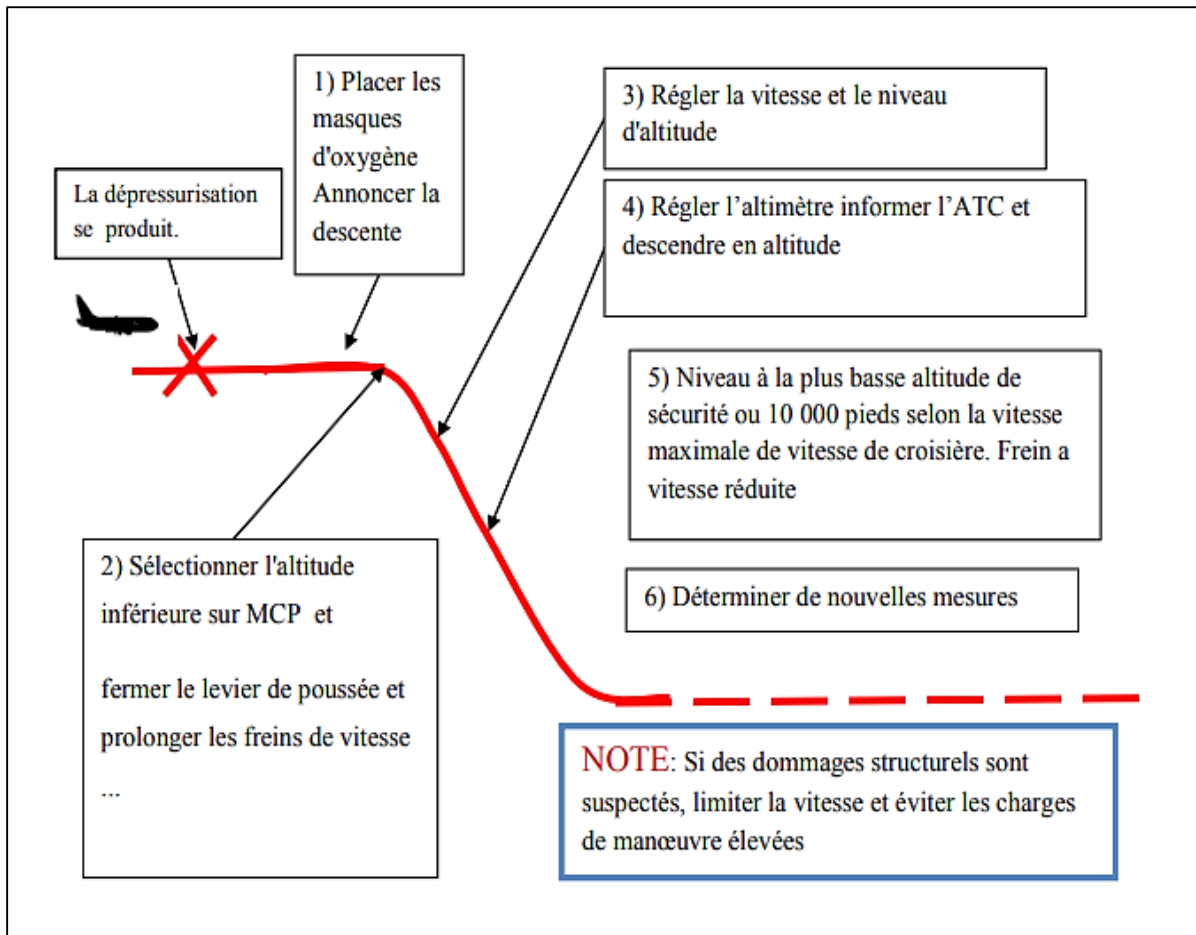 La dépressurisation
se produit.
1) Placer les
masques
d'oxygène
Annoncer la
descente
2) Sélectionner l'altitude
inférieure sur MCP et
fermer le levier de poussée et
prolonger les freins de vitesse
...
3) Régler la vitesse et le niveau
d'altitude
4) Régler l’altimètre informer l’ATC et
descendre en altitude
5) Niveau à la plus basse altitude de
sécurité ou 10 000 pieds selon la vitesse
maximale de vitesse de croisière. Frein a
vitesse réduite
6) Déterminer de nouvelles mesures
NOTE: Si des dommages structurels sont
suspectés, limiter la vitesse et éviter les charges
de manœuvre élevées